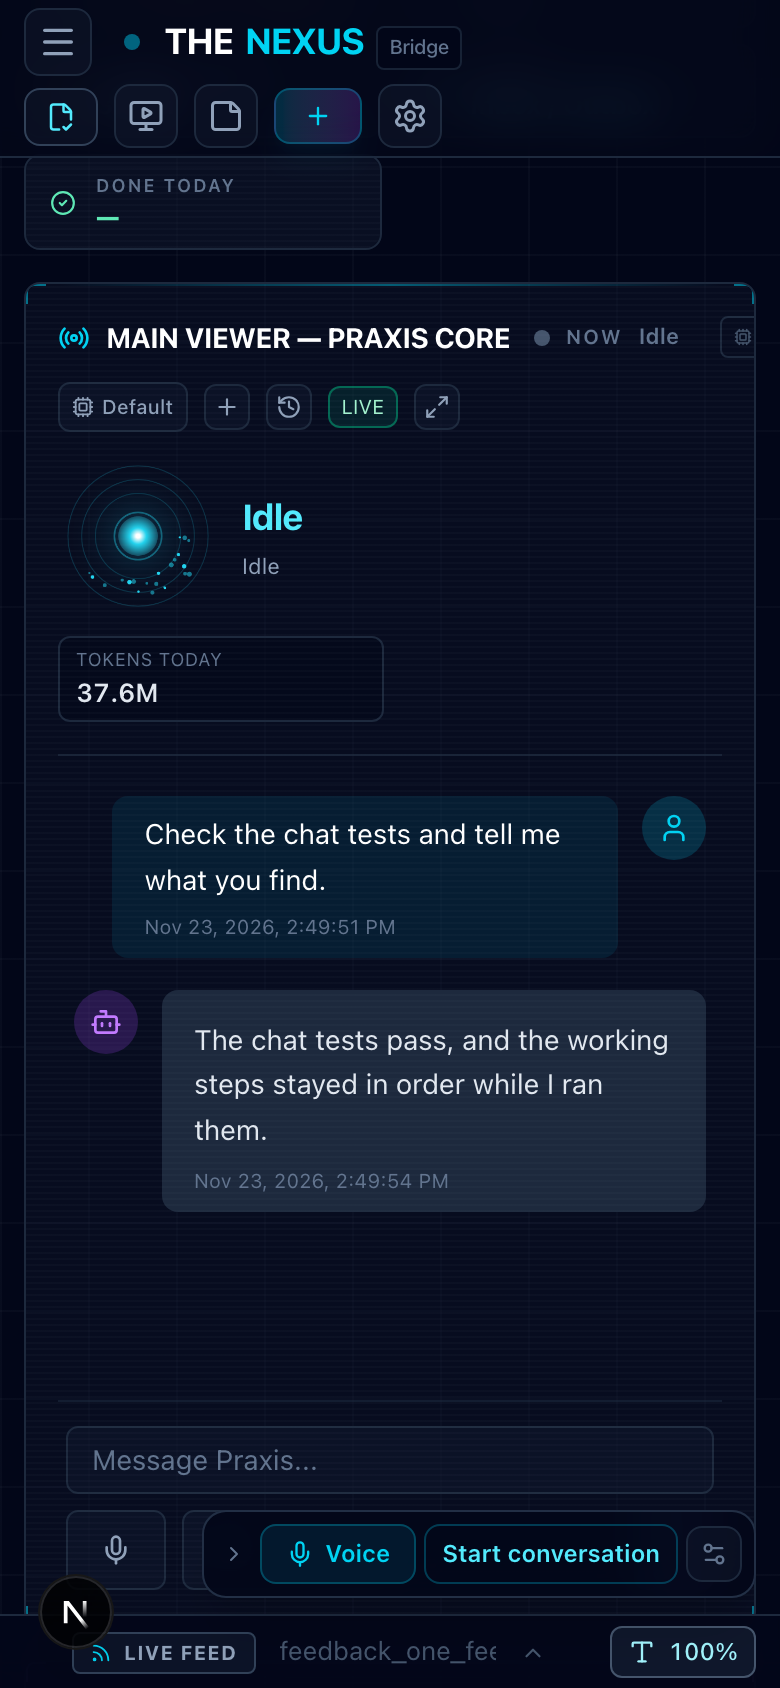 THE NEXUS
Bridge
DONE TODAY
—
MAIN VIEWER — PRAXIS CORE
NOW Idle
Default
LIVE
Idle
Idle
TOKENS TODAY
37.6M
Check the chat tests and tell me
what you find.
Nov 23, 2026, 2:49:51 PM
The chat tests pass, and the working
steps stayed in order while I ran
them.
Nov 23, 2026, 2:49:54 PM
Message Praxis...
Voice
Start conversation
N
LIVE FEED
feedback_one_fee
100%